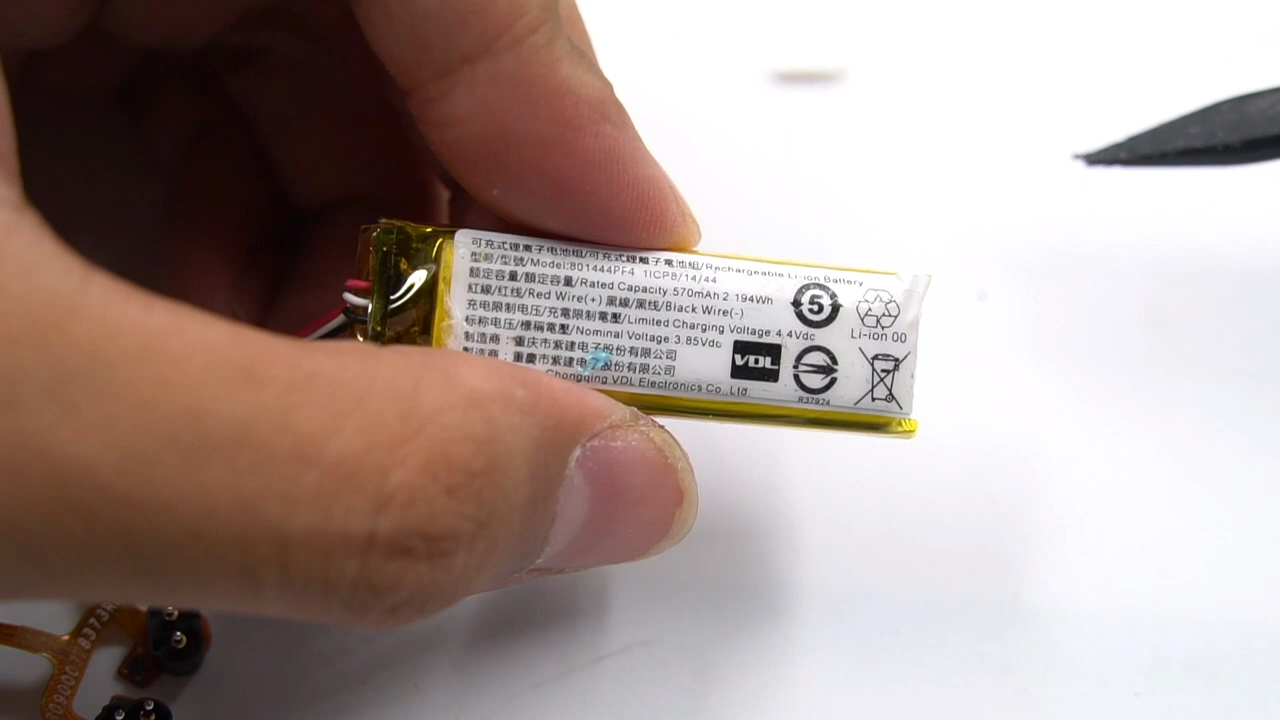 可充式锂离子电池组/可充式鋰離子電池組/Rechargeable Li-ion Battery
型号/型號/Model:801444PF4 1ICP8/14/44
额定容量/額定容量/Rated Capacity:570mAh 2.194Wh
红线/红线/Red Wire(+) 黑線/黑线/Black Wire(-)
充电限制电压/充電限制電壓/Limited Charging Voltage:4.4Vdc
标称电压/標稱電壓/Nominal Voltage:3.85Vdc
制造商:重庆市紫建电子股份有限公司
製造商:重慶市紫建電子股份有限公司
Chongqing VDL Electronics Co.,Ltd.
5
Li-ion 00
VDL
R37924